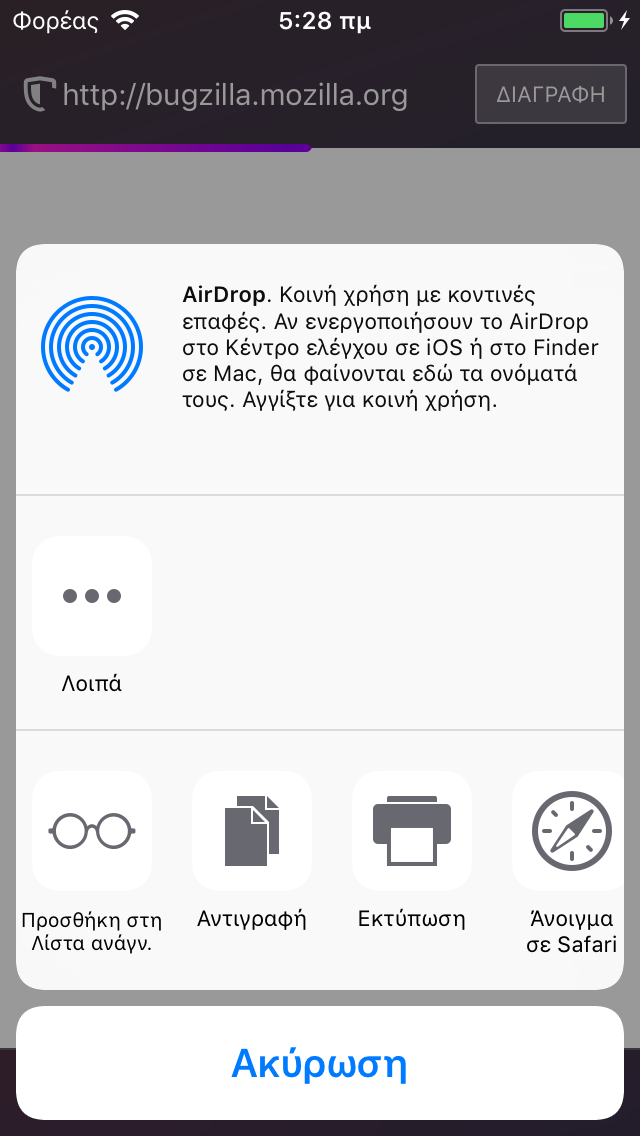 Φορέας 5:28 πμ
http://bugzilla.mozilla.org ΔΙΑΓΡΑΦΗ
AirDrop. Κοινή χρήση με κοντινές
επαφές. Αν ενεργοποιήσουν το AirDrop
στο Κέντρο ελέγχου σε iOS ή στο Finder
σε Mac, θα φαίνονται εδώ τα ονόματά
τους. Αγγίξτε για κοινή χρήση.
Λοιπά
Προσθήκη στη
Λίστα ανάγν.
Αντιγραφή
Εκτύπωση
Άνοιγμα
σε Safari
Ακύρωση